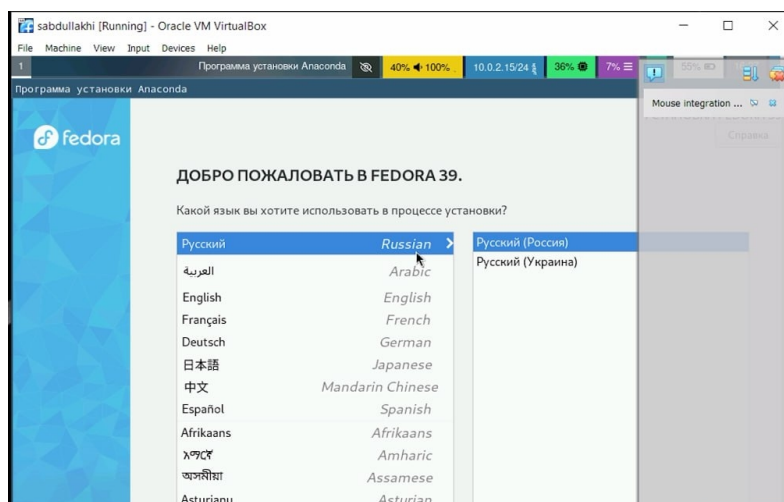 sabdullakhi [Running] - Oracle VM VirtualBox
File Machine View Input Devices Help
1 Программа установки Anaconda 40% 100% 10.0.2.15/24 36% 7% 55%
Программа установки Anaconda
Mouse integration ...
fedora
Справка
ДОБРО ПОЖАЛОВАТЬ В FEDORA 39.
Какой язык вы хотите использовать в процессе установки?
Русский Russian Русский (Россия)
العربية Arabic Русский (Украина)
English English
Français French
Deutsch German
日本語 Japanese
中文 Mandarin Chinese
Español Spanish
Afrikaans Afrikaans
አማርኛ Amharic
অসমীয়া Assamese
Asturianu Asturian